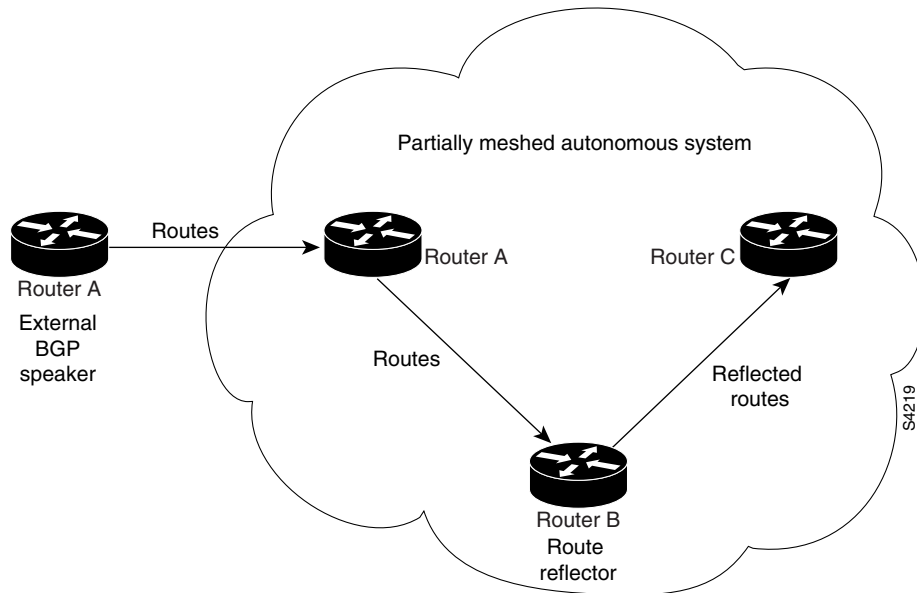 Partially meshed autonomous system
Routes
Router A
External
BGP
speaker
Router A
Router C
Routes
Reflected
routes
Router B
Route
reflector
S4219